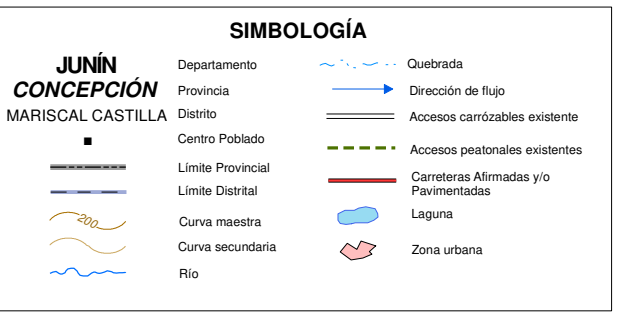 SIMBOLOGÍA
JUNÍN Departamento
CONCEPCIÓN Provincia
MARISCAL CASTILLA Distrito
Centro Poblado
Límite Provincial
Límite Distrital
200 Curva maestra
Curva secundaria
Río
Quebrada
Dirección de flujo
Accesos carrózables existente
Accesos peatonales existentes
Carreteras Afirmadas y/o
Pavimentadas
Laguna
Zona urbana